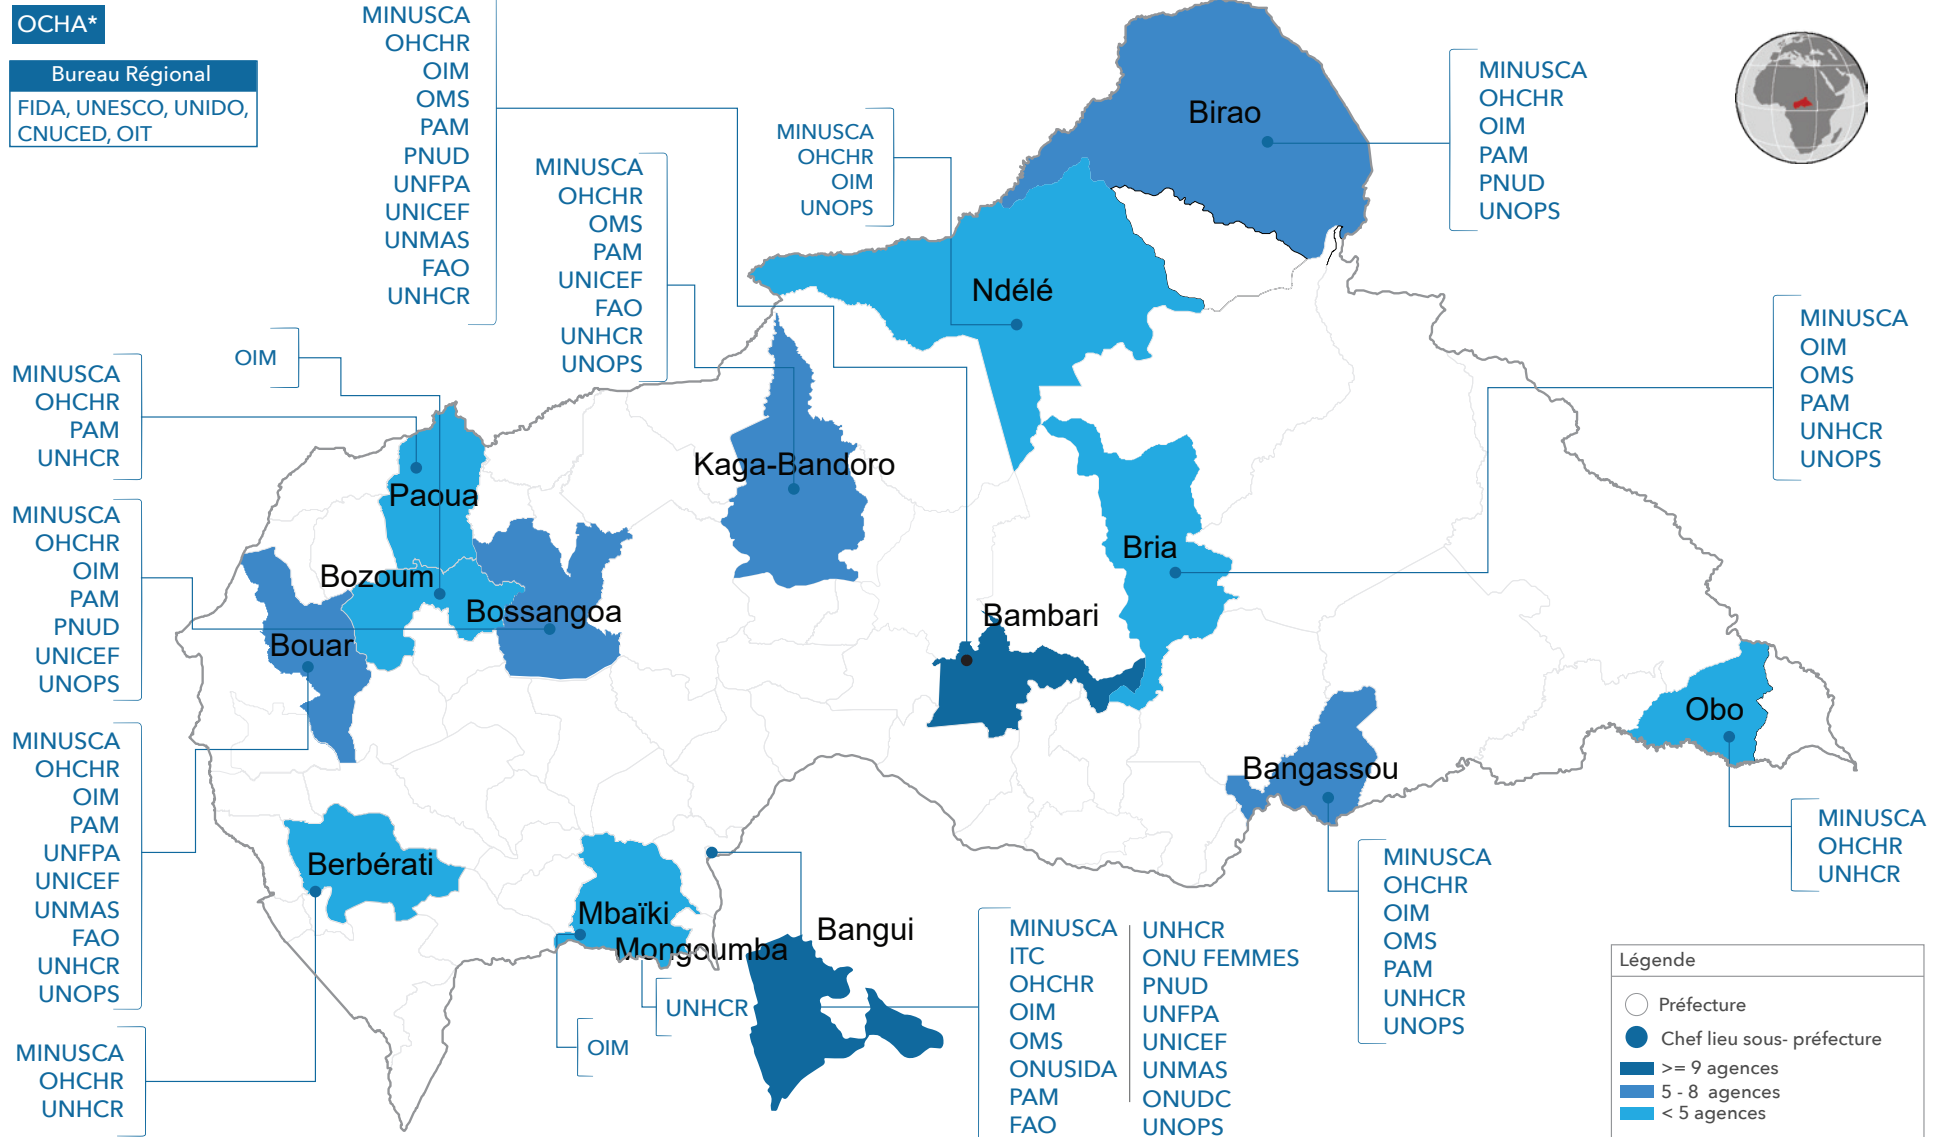 OCHA*
Bureau Régional
FIDA, UNESCO, UNIDO,
CNUCED, OIT
MINUSCA
OHCHR
OIM
OMS
PAM
PNUD
UNFPA
UNICEF
UNMAS
FAO
UNHCR
MINUSCA
OHCHR
OMS
PAM
UNICEF
FAO
UNHCR
UNOPS
MINUSCA
OHCHR
OIM
UNOPS
Birao
MINUSCA
OHCHR
OIM
PAM
PNUD
UNOPS
Ndélé
OIM
MINUSCA
OHCHR
PAM
UNHCR
MINUSCA
OIM
OMS
PAM
UNHCR
UNOPS
Kaga-Bandoro
Paoua
MINUSCA
OHCHR
OIM
PAM
PNUD
UNICEF
UNOPS
Bozoum
Bossangoa
Bouar
Bria
Bambari
Obo
Bangassou
MINUSCA
OHCHR
OIM
PAM
UNFPA
UNICEF
UNMAS
FAO
UNHCR
UNOPS
MINUSCA
OHCHR
UNHCR
Berbérati
Mbaïki
Mongoumba
Bangui
MINUSCA
OHCHR
UNHCR
UNHCR
OIM
MINUSCA
ITC
OHCHR
OIM
OMS
ONUSIDA
PAM
FAO
UNHCR
ONU FEMMES
PNUD
UNFPA
UNICEF
UNMAS
ONUDC
UNOPS
MINUSCA
OHCHR
OIM
OMS
PAM
UNHCR
UNOPS
Légende
Préfecture
Chef lieu sous- préfecture
>= 9 agences
5 - 8 agences
< 5 agences